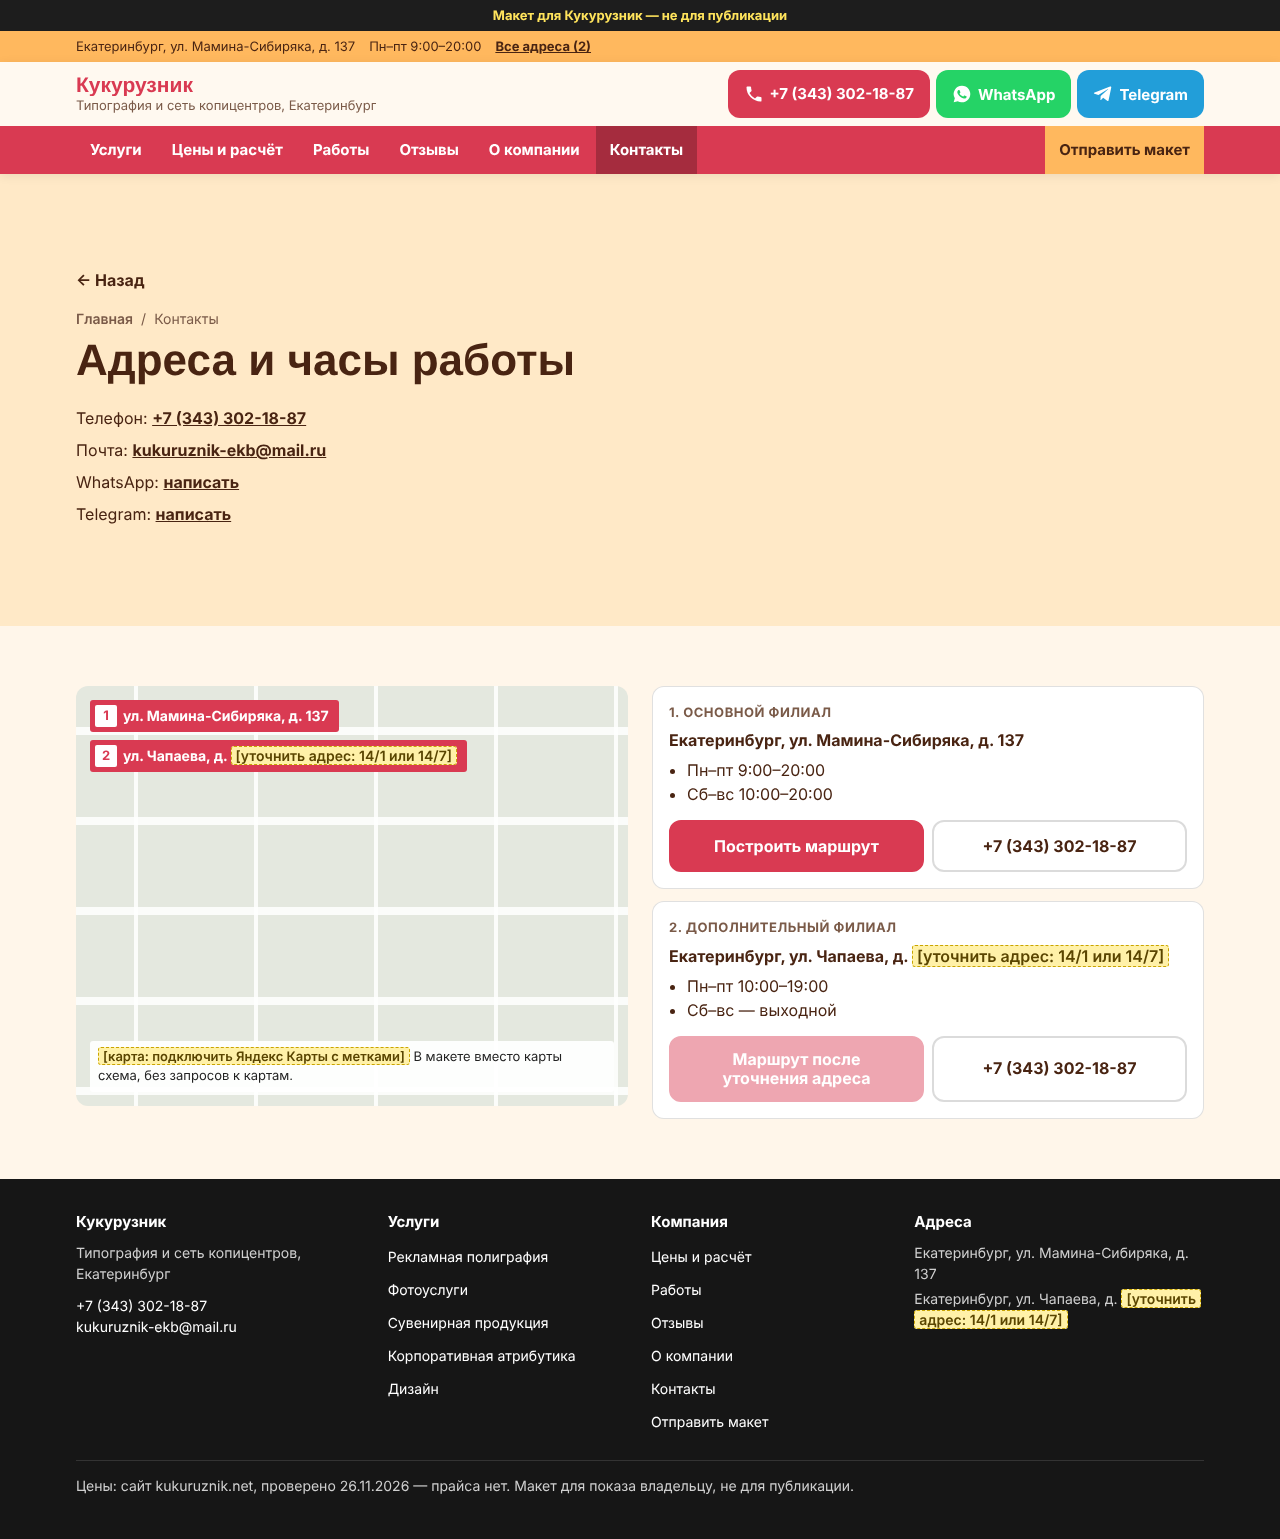 Макет для Кукурузник — не для публикации
Екатеринбург, ул. Мамина-Сибиряка, д. 137 Пн–пт 9:00–20:00 Все адреса (2)
Кукурузник
Типография и сеть копицентров, Екатеринбург
+7 (343) 302-18-87 WhatsApp Telegram
Услуги Цены и расчёт Работы Отзывы О компании Контакты Отправить макет
← Назад
Главная / Контакты
Адреса и часы работы
Телефон: +7 (343) 302-18-87
Почта: kukuruznik-ekb@mail.ru
WhatsApp: написать
Telegram: написать
1 ул. Мамина-Сибиряка, д. 137
2 ул. Чапаева, д. [уточнить адрес: 14/1 или 14/7]
[карта: подключить Яндекс Карты с метками] В макете вместо карты
схема, без запросов к картам.
1. ОСНОВНОЙ ФИЛИАЛ
Екатеринбург, ул. Мамина-Сибиряка, д. 137
• Пн–пт 9:00–20:00
• Сб–вс 10:00–20:00
Построить маршрут +7 (343) 302-18-87
2. ДОПОЛНИТЕЛЬНЫЙ ФИЛИАЛ
Екатеринбург, ул. Чапаева, д. [уточнить адрес: 14/1 или 14/7]
• Пн–пт 10:00–19:00
• Сб–вс — выходной
Маршрут после
уточнения адреса
+7 (343) 302-18-87
Кукурузник
Типография и сеть копицентров,
Екатеринбург
+7 (343) 302-18-87
kukuruznik-ekb@mail.ru
Услуги
Рекламная полиграфия
Фотоуслуги
Сувенирная продукция
Корпоративная атрибутика
Дизайн
Компания
Цены и расчёт
Работы
Отзывы
О компании
Контакты
Отправить макет
Адреса
Екатеринбург, ул. Мамина-Сибиряка, д.
137
Екатеринбург, ул. Чапаева, д. [уточнить
адрес: 14/1 или 14/7]
Цены: сайт kukuruznik.net, проверено 26.11.2026 — прайса нет. Макет для показа владельцу, не для публикации.